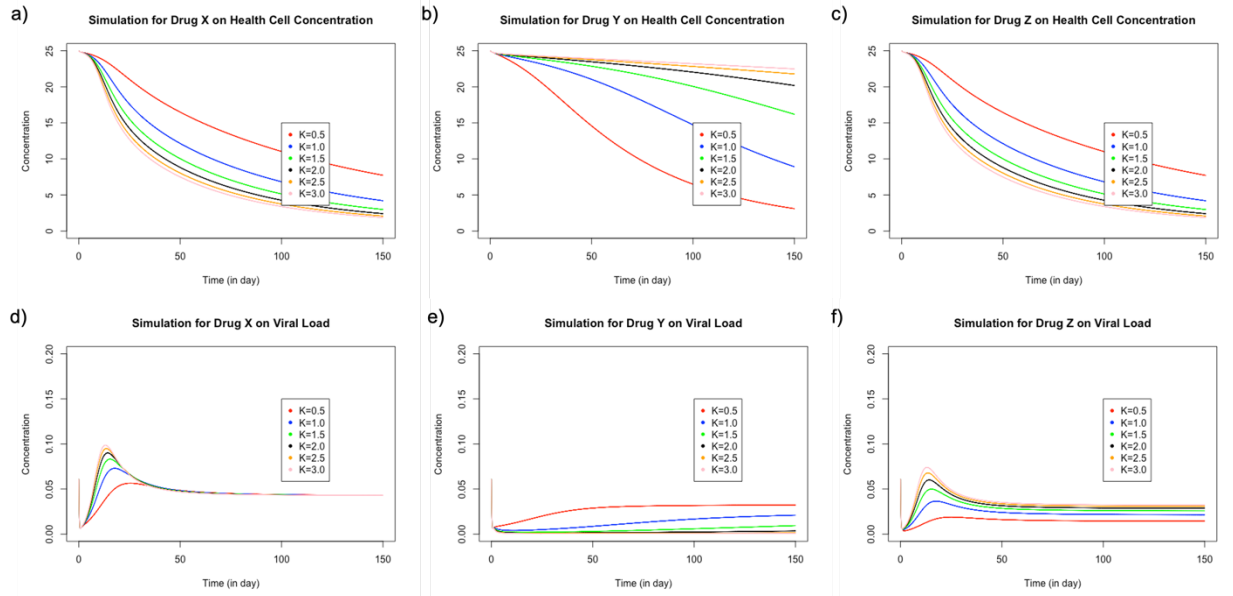 a)
Simulation for Drug X on Health Cell Concentration
Concentration
25
20
15
10
5
0
K=0.5
K=1.0
K=1.5
K=2.0
K=2.5
K=3.0
0 50 100 150
Time (in day)
b)
Simulation for Drug Y on Health Cell Concentration
Concentration
25
20
15
10
5
0
K=0.5
K=1.0
K=1.5
K=2.0
K=2.5
K=3.0
0 50 100 150
Time (in day)
c)
Simulation for Drug Z on Health Cell Concentration
Concentration
25
20
15
10
5
0
K=0.5
K=1.0
K=1.5
K=2.0
K=2.5
K=3.0
0 50 100 150
Time (in day)
d)
Simulation for Drug X on Viral Load
Concentration
0.20
0.15
0.10
0.05
0.00
K=0.5
K=1.0
K=1.5
K=2.0
K=2.5
K=3.0
0 50 100 150
Time (in day)
e)
Simulation for Drug Y on Viral Load
Concentration
0.20
0.15
0.10
0.05
0.00
K=0.5
K=1.0
K=1.5
K=2.0
K=2.5
K=3.0
0 50 100 150
Time (in day)
f)
Simulation for Drug Z on Viral Load
Concentration
0.20
0.15
0.10
0.05
0.00
K=0.5
K=1.0
K=1.5
K=2.0
K=2.5
K=3.0
0 50 100 150
Time (in day)